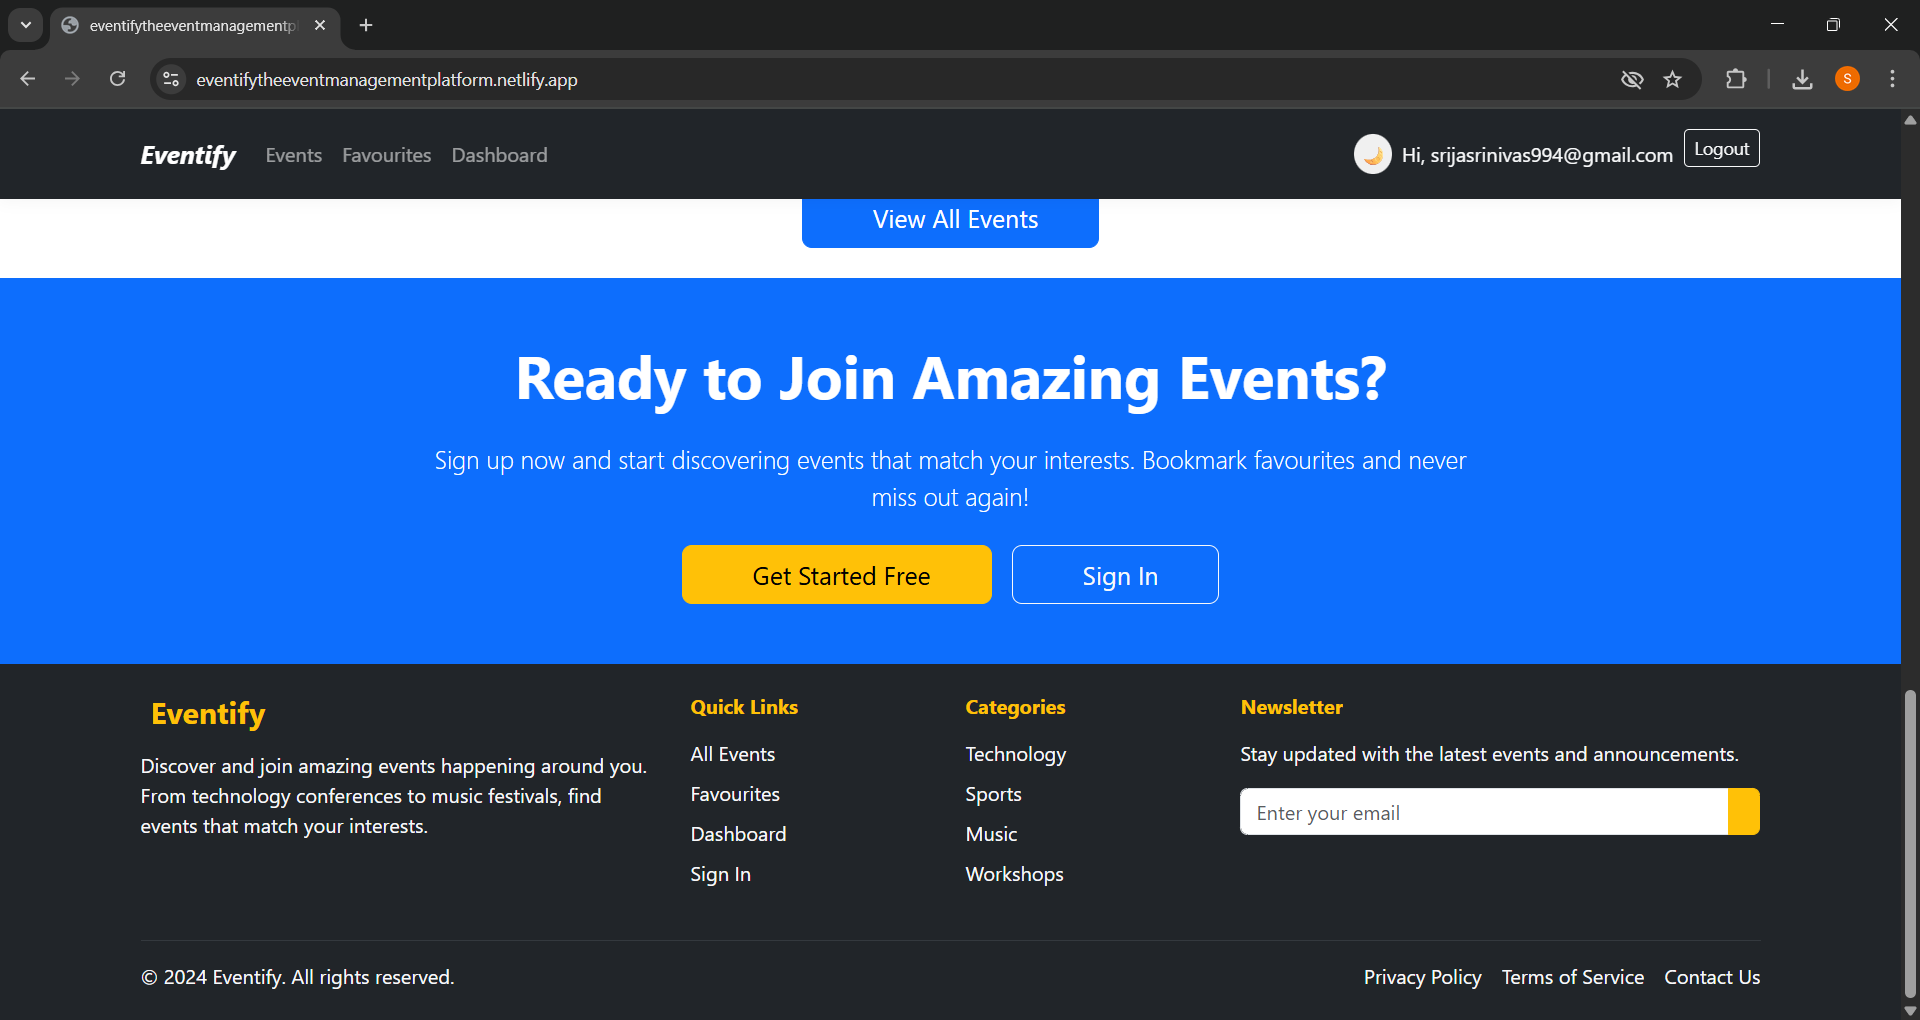 eventifytheeventmanagementp
eventifytheeventmanagementplatform.netlify.app
S
Eventify Events Favourites Dashboard
Hi, srijasrinivas994@gmail.com Logout
View All Events
Ready to Join Amazing Events?
Sign up now and start discovering events that match your interests. Bookmark favourites and never
miss out again!
Get Started Free
Sign In
Eventify
Discover and join amazing events happening around you.
From technology conferences to music festivals, find
events that match your interests.
Quick Links
All Events
Favourites
Dashboard
Sign In
Categories
Technology
Sports
Music
Workshops
Newsletter
Stay updated with the latest events and announcements.
Enter your email
© 2024 Eventify. All rights reserved.
Privacy Policy Terms of Service Contact Us